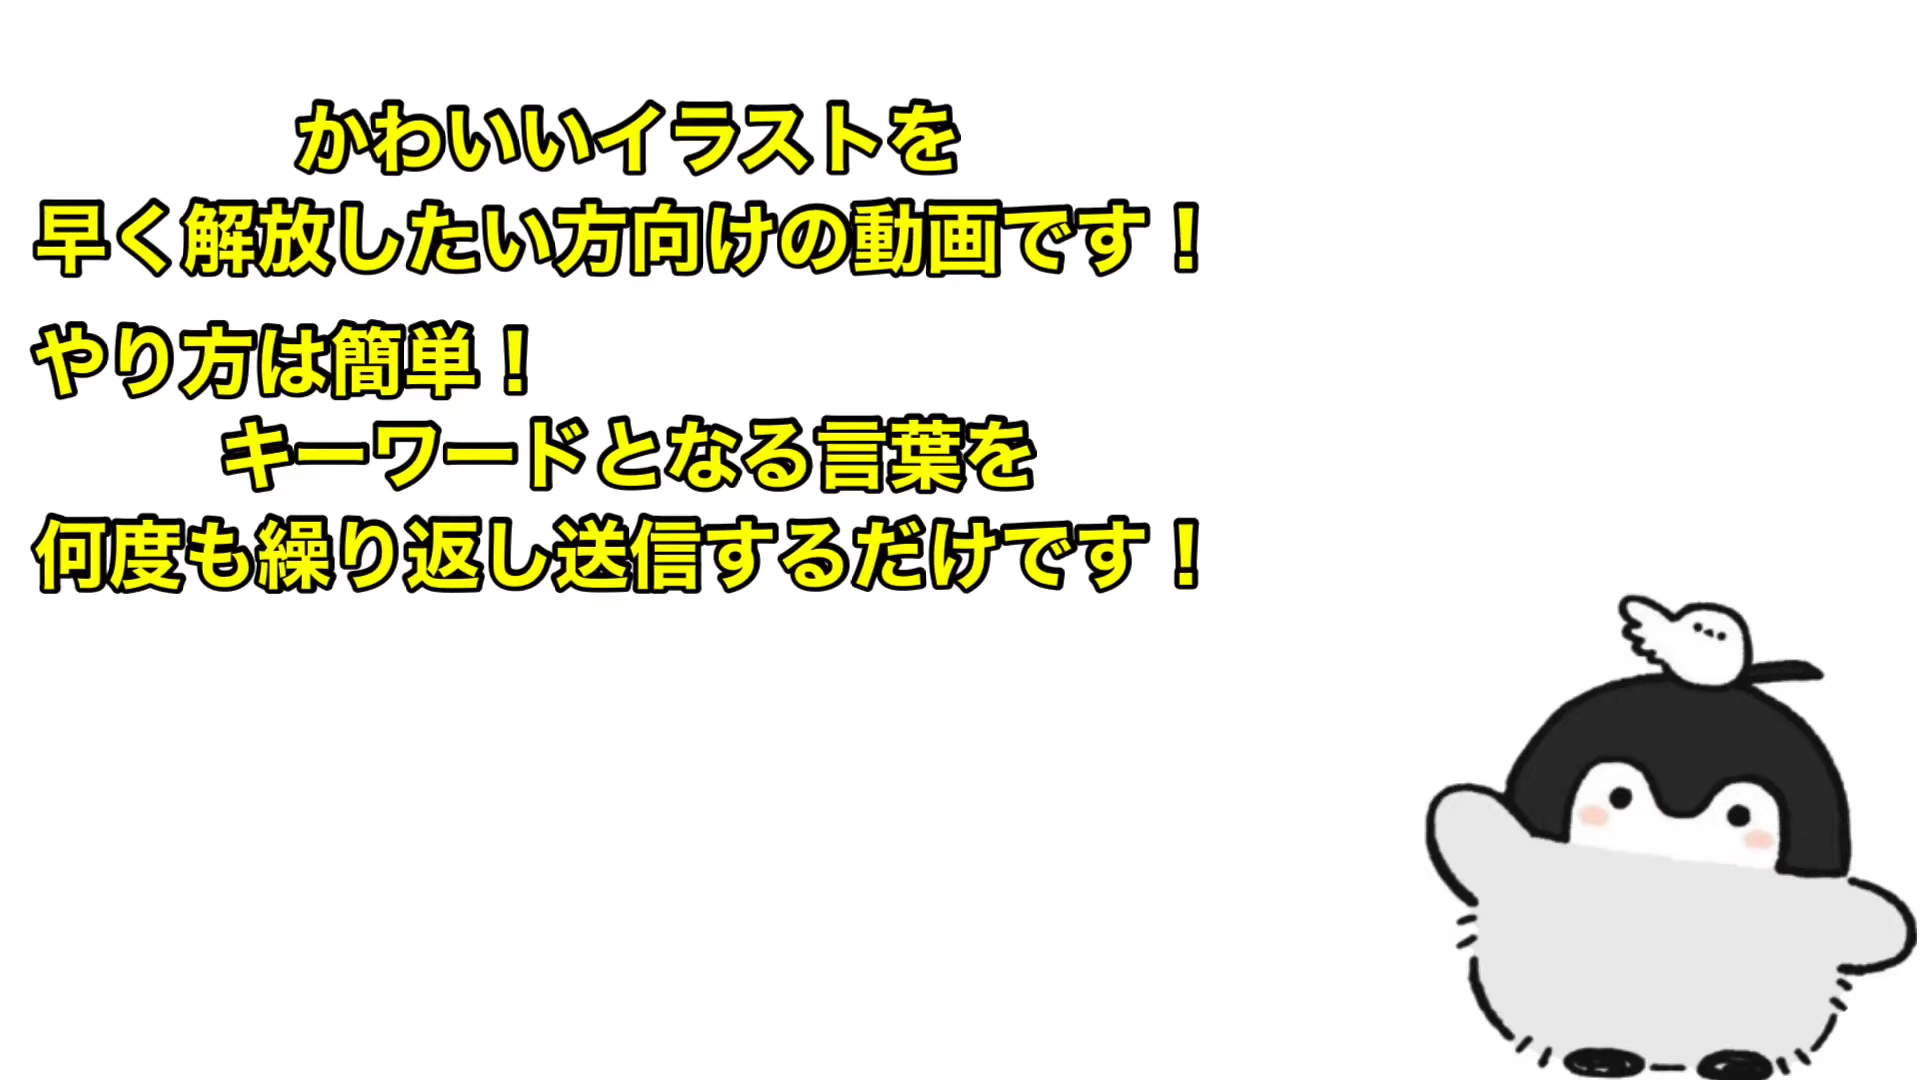 かわいいイラストを
早く解放したい方向けの動画です！
やり方は簡単！
キーワードとなる言葉を
何度も繰り返し送信するだけです！